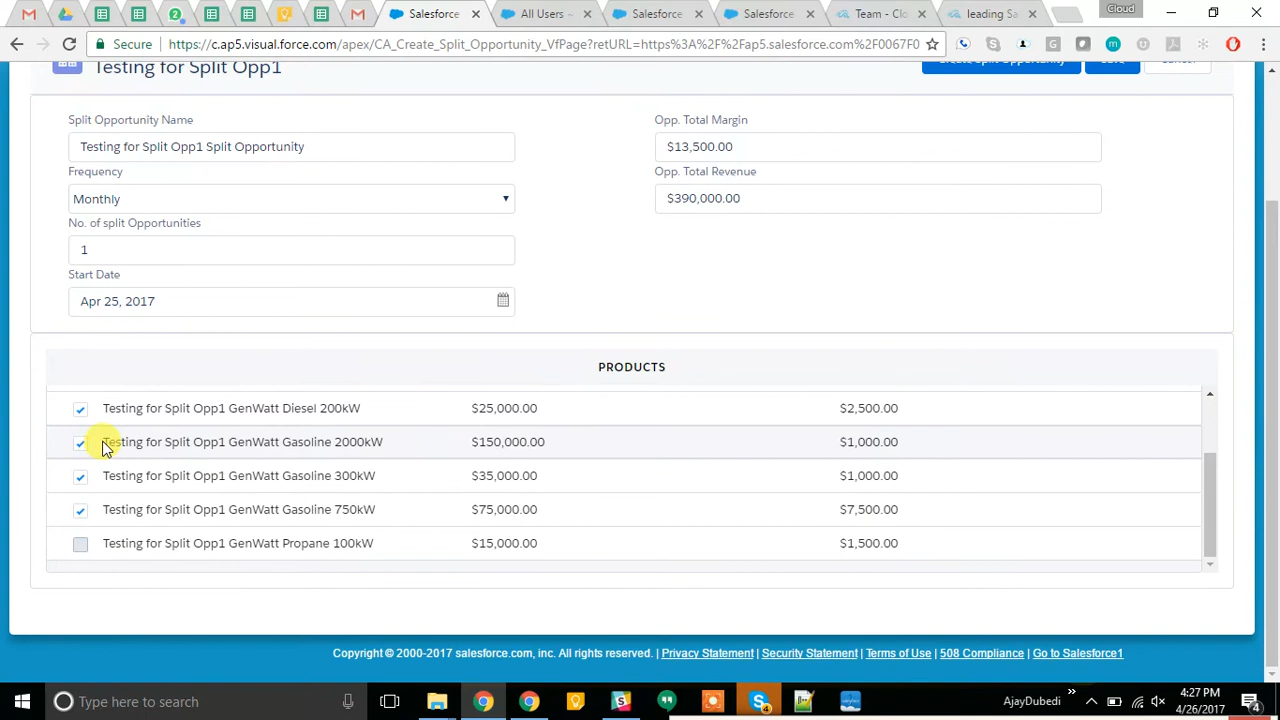 Cloud
Salesforce
All Users -
Salesforce
Salesforce
Team - Clo
leading Sa
Secure
https://c.ap5.visual.force.com/apex/CA_Create_Split_Opportunity_VfPage?retURL=https%3A%2F%2Fap5.salesforce.com%2F0067F0
Testing for Split Opp1
Create Split Opportunity
Save
Cancel
Split Opportunity Name
Opp. Total Margin
Testing for Split Opp1 Split Opportunity
$13,500.00
Frequency
Opp. Total Revenue
Monthly
$390,000.00
No. of split Opportunities
1
Start Date
Apr 25, 2017
PRODUCTS
Testing for Split Opp1 GenWatt Diesel 200kW $25,000.00 $2,500.00
Testing for Split Opp1 GenWatt Gasoline 2000kW $150,000.00 $1,000.00
Testing for Split Opp1 GenWatt Gasoline 300kW $35,000.00 $1,000.00
Testing for Split Opp1 GenWatt Gasoline 750kW $75,000.00 $7,500.00
Testing for Split Opp1 GenWatt Propane 100kW $15,000.00 $1,500.00
Copyright © 2000-2017 salesforce.com, inc. All rights reserved. | Privacy Statement | Security Statement | Terms of Use | 508 Compliance | Go to Salesforce1
Type here to search
AjayDubedi
4:27 PM
4/26/2017